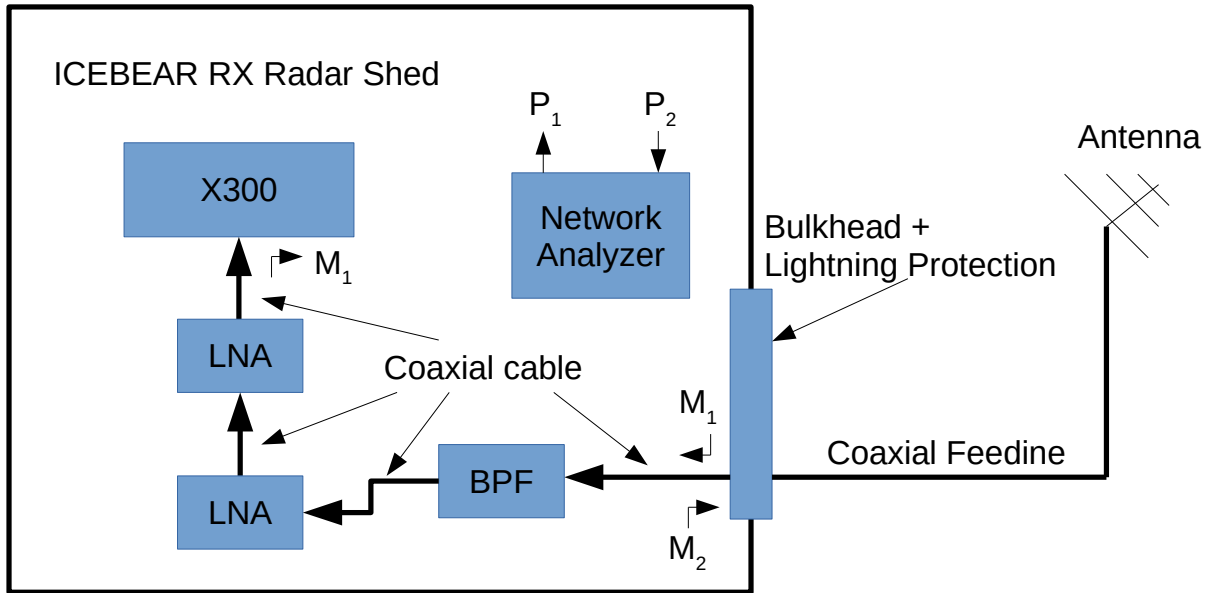 ICEBEAR RX Radar Shed
P1
P2
Antenna
X300
Network
Analyzer
Bulkhead +
Lightning Protection
M1
LNA
Coaxial cable
M1
Coaxial Feedine
BPF
LNA
M2